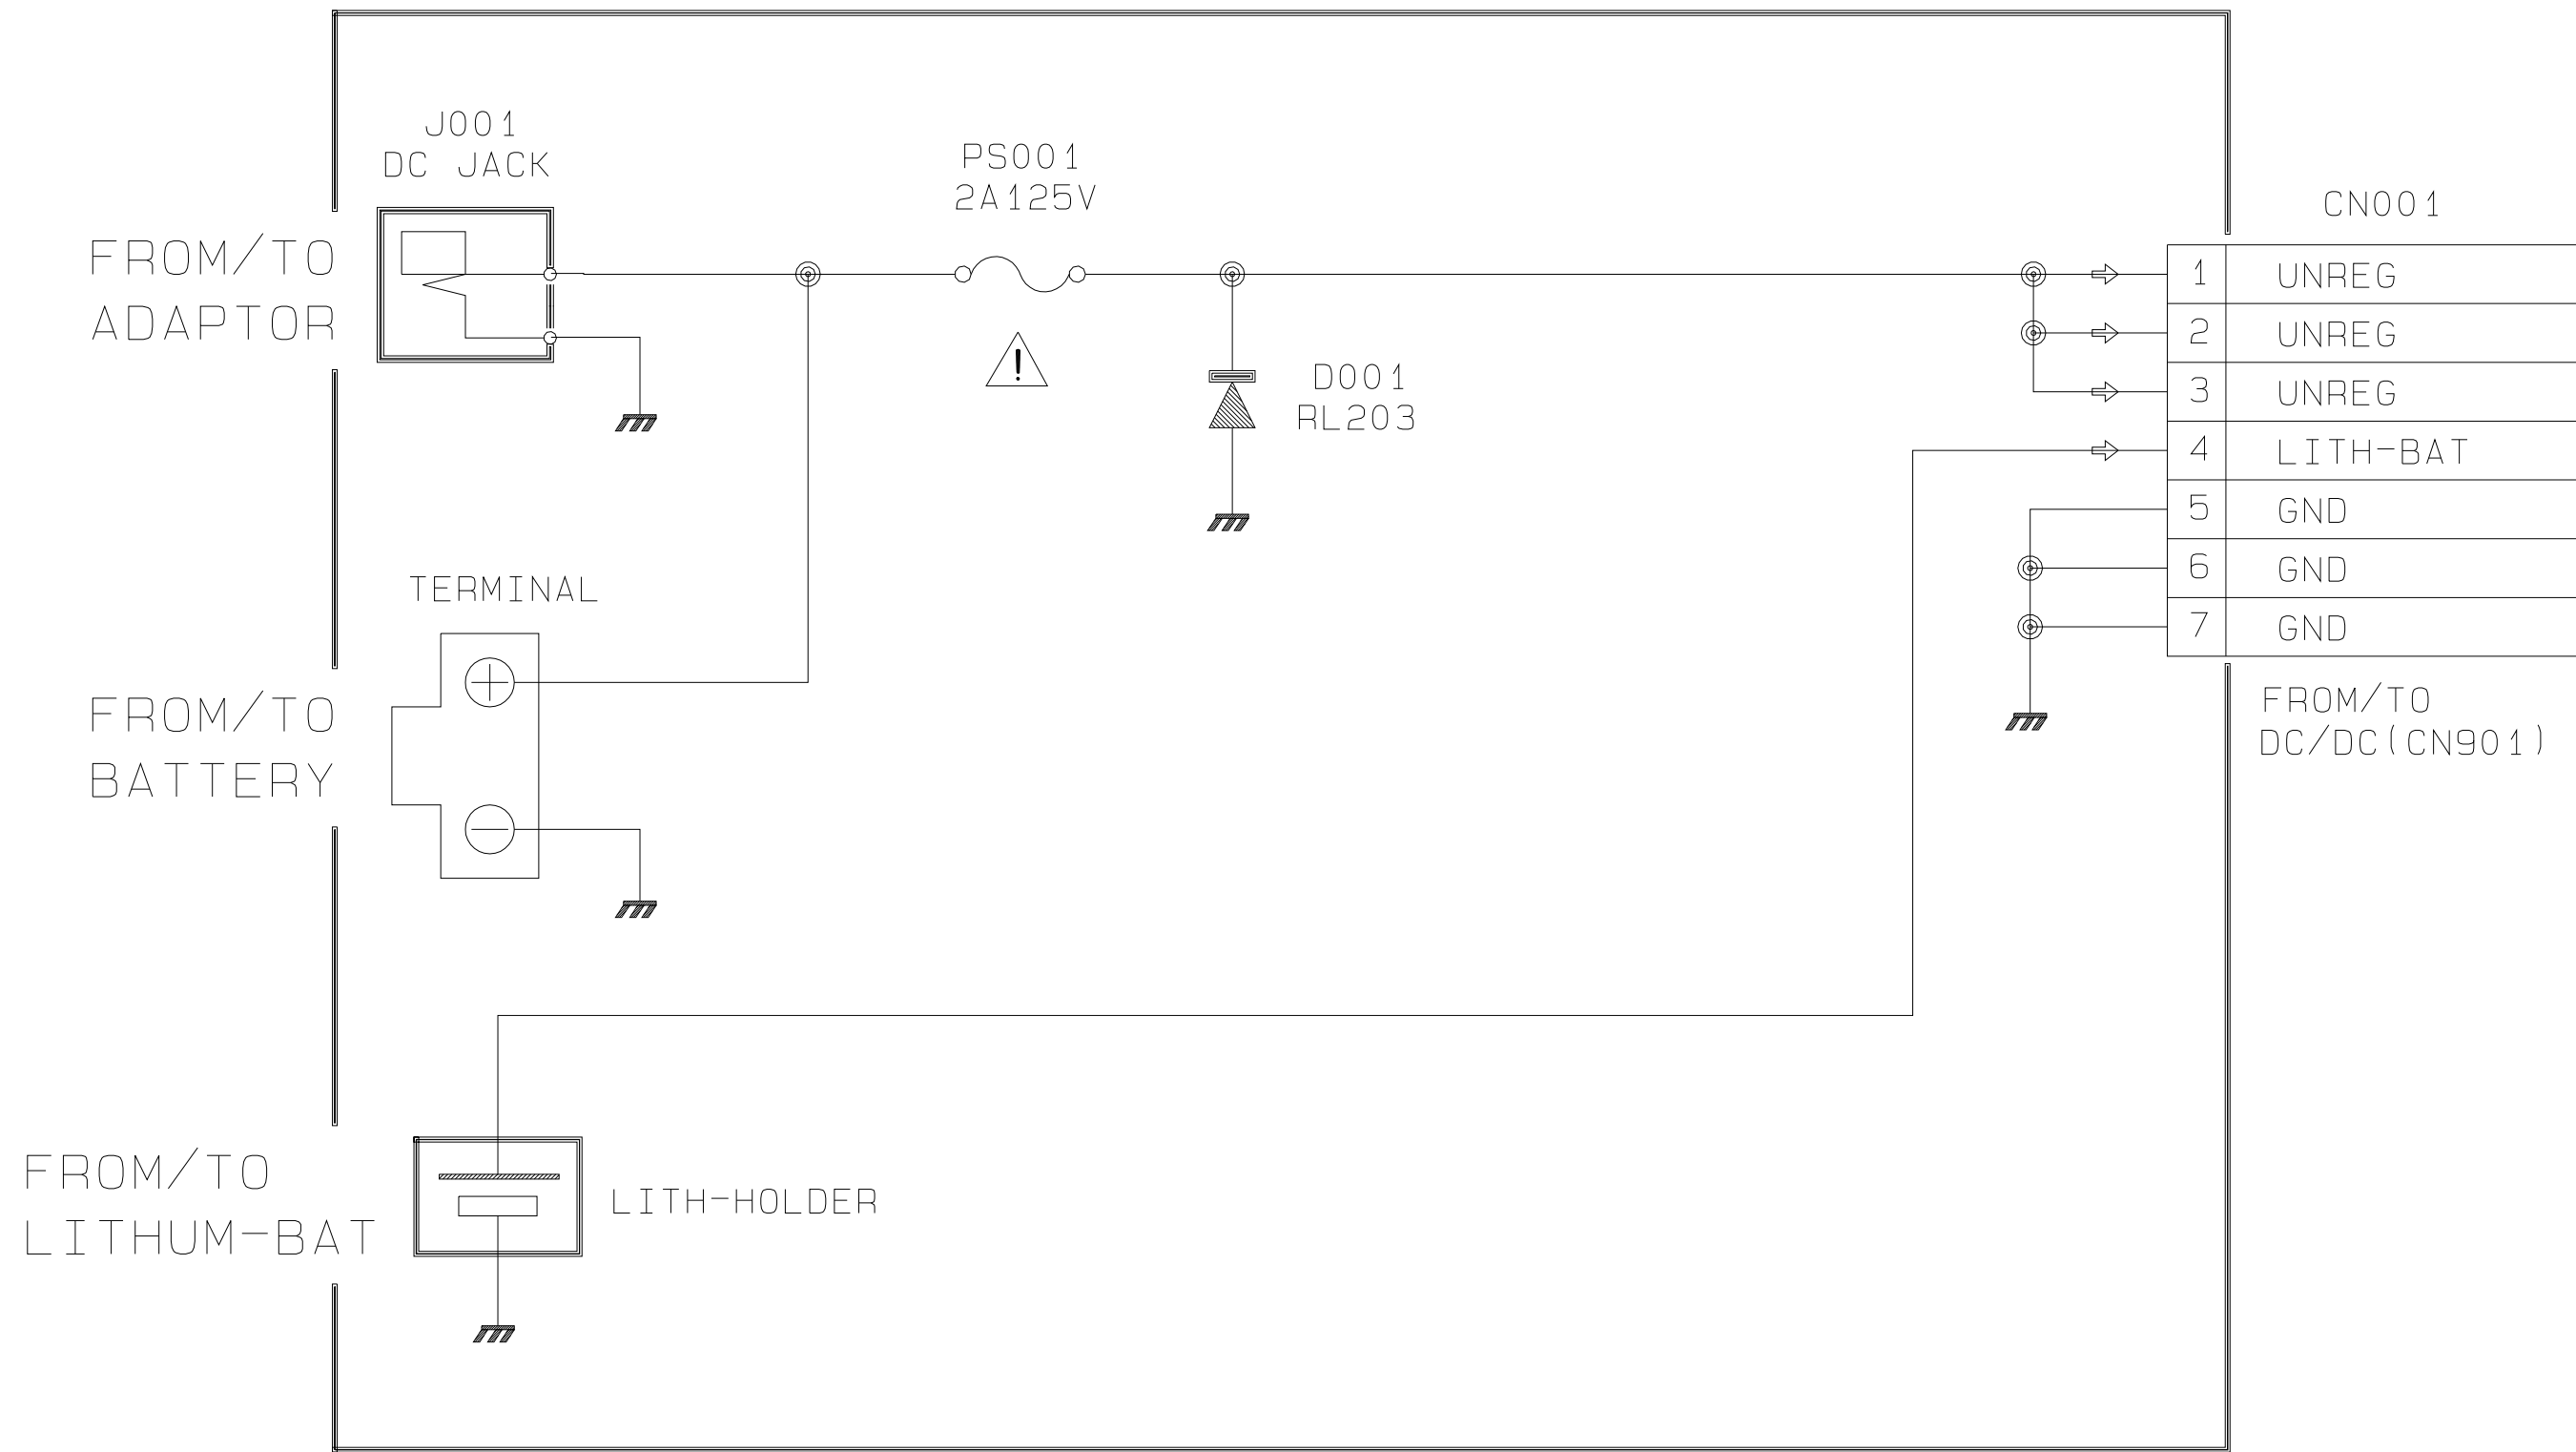 J001
DC JACK
PS001
2A125V
CN001
FROM/TO
ADAPTOR
!
1 UNREG
2 UNREG
3 UNREG
4 LITH-BAT
5 GND
6 GND
7 GND
D001
RL203
TERMINAL
FROM/TO
BATTERY
FROM/TO
DC/DC(CN901)
FROM/TO
LITHUM-BAT
LITH-HOLDER